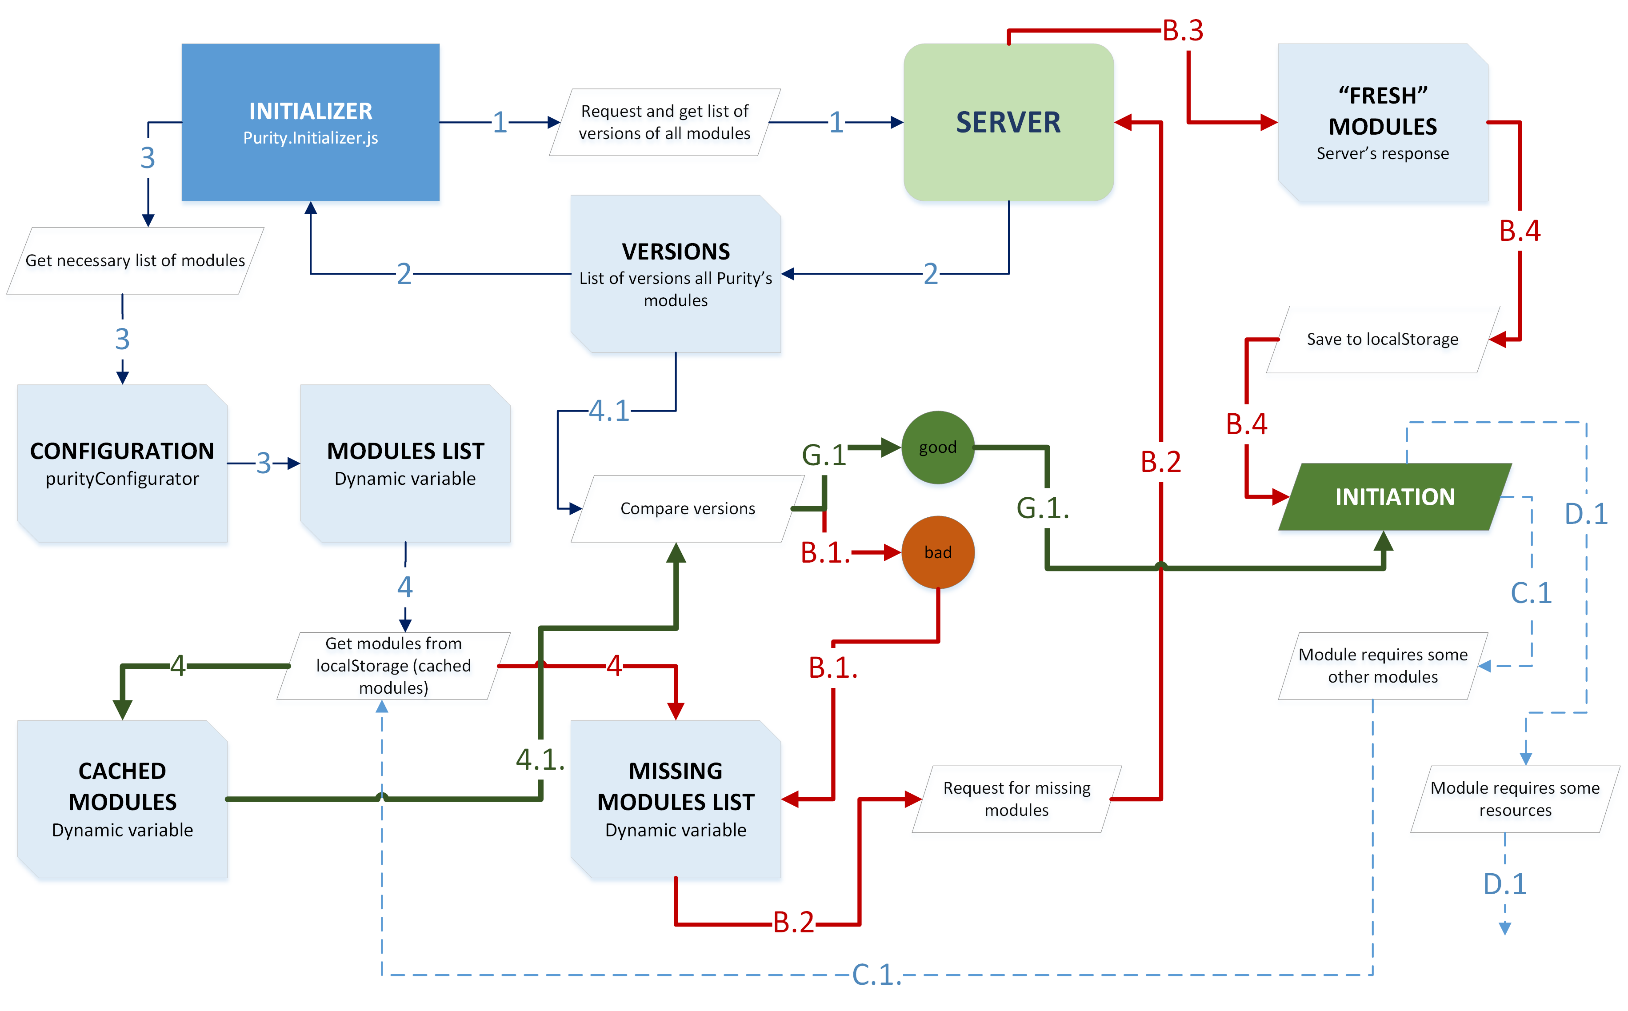 B.3
INITIALIZER
Purity.Initializer.js
1
Request and get list of
versions of all modules
1
SERVER
“FRESH”
MODULES
Server’s response
3
Get necessary list of modules
VERSIONS
List of versions all Purity’s
modules
2
2
B.4
3
Save to localStorage
CONFIGURATION
purityConfigurator
3
MODULES LIST
Dynamic variable
4.1
G.1
good
B.4
B.2
Compare versions
G.1.
INITIATION
D.1
B.1.
bad
4
C.1
Get modules from
localStorage (cached
modules)
4
4
B.1.
Module requires some
other modules
CACHED
MODULES
Dynamic variable
4.1.
MISSING
MODULES LIST
Dynamic variable
Request for missing
modules
Module requires some
resources
B.2
D.1
C.1.